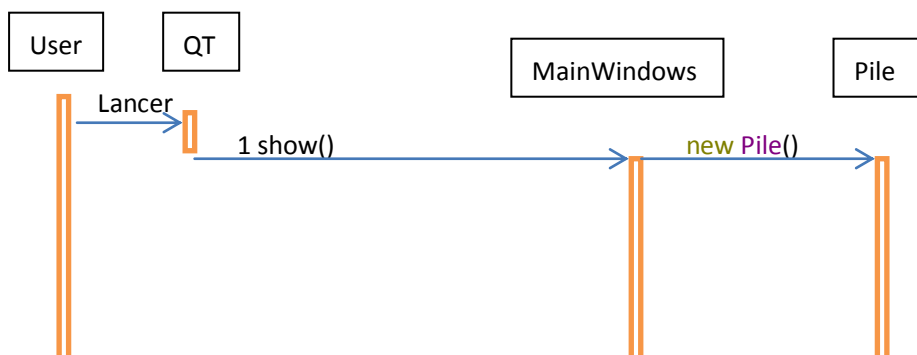 User
QT
MainWindows
Pile
Lancer
1 show()
new Pile()